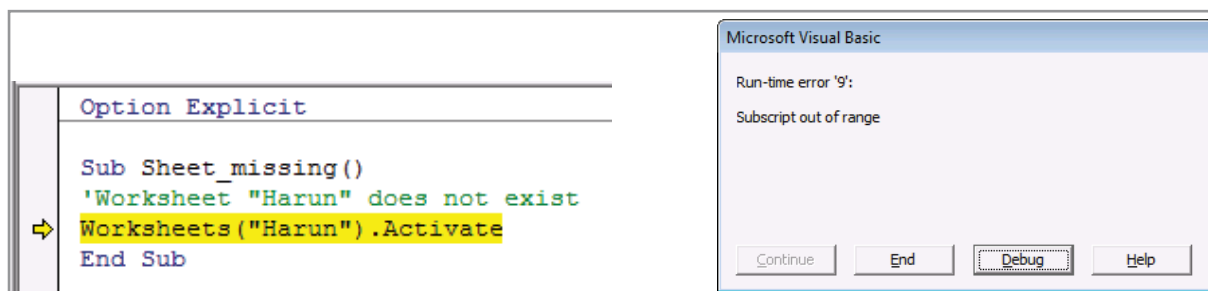 Option Explicit
Sub Sheet_missing()
'Worksheet "Harun" does not exist
Worksheets("Harun").Activate
End Sub
Microsoft Visual Basic
Run-time error '9':
Subscript out of range
Continue End Debug Help